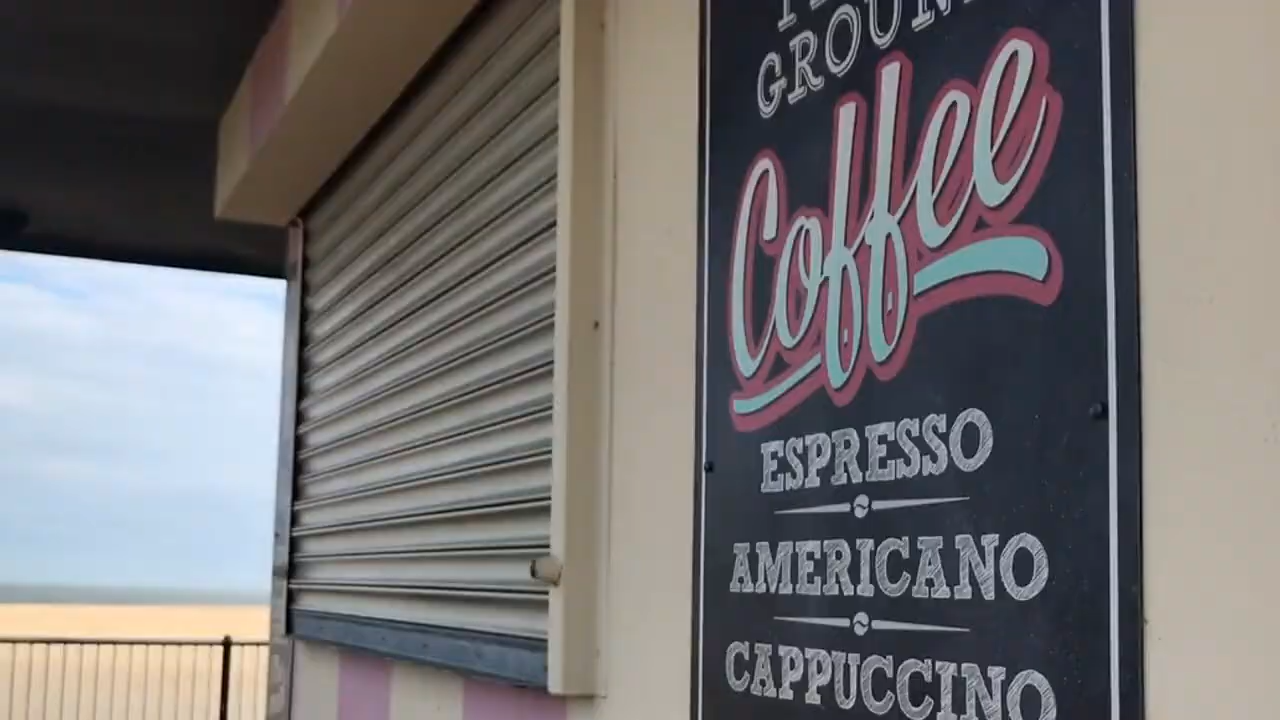 GROUND
Coffee
ESPRESSO
AMERICANO
CAPPUCCINO